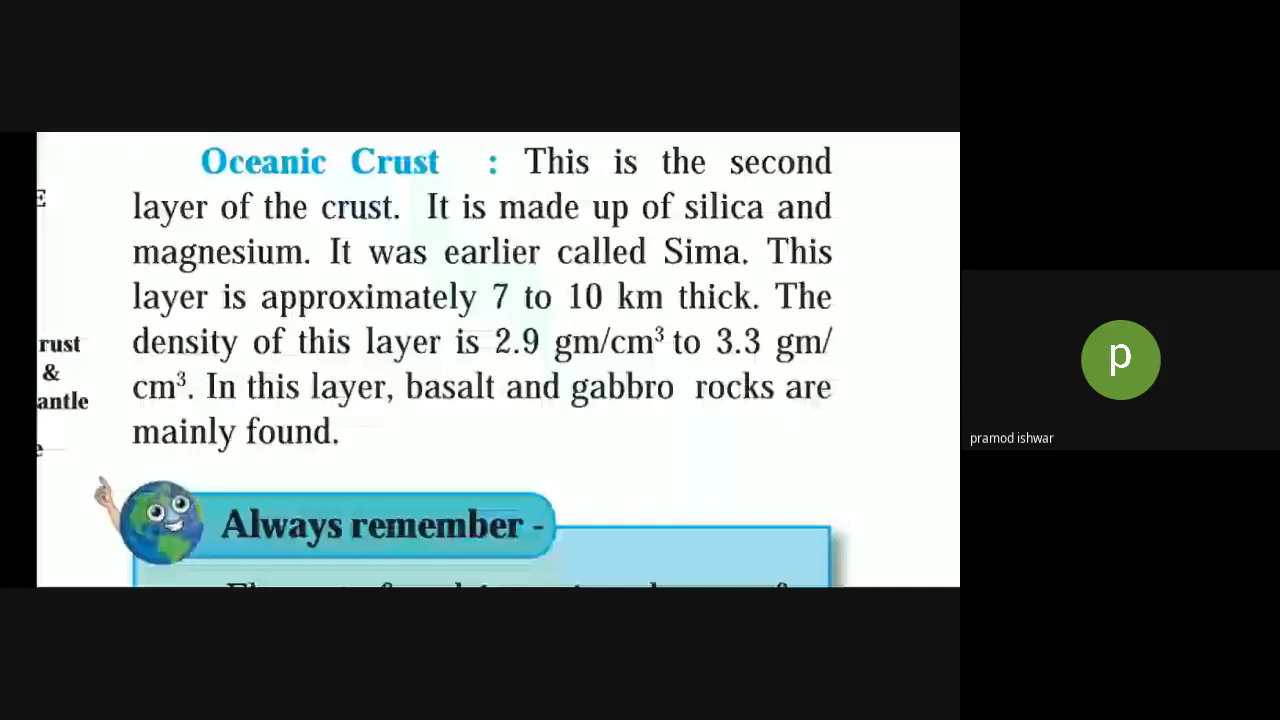 Oceanic Crust : This is the second
layer of the crust. It is made up of silica and
magnesium. It was earlier called Sima. This
layer is approximately 7 to 10 km thick. The
density of this layer is 2.9 gm/cm³ to 3.3 gm/
cm³. In this layer, basalt and gabbro rocks are
mainly found.
E
rust
&
antle
e
Always remember -
p
pramod ishwar